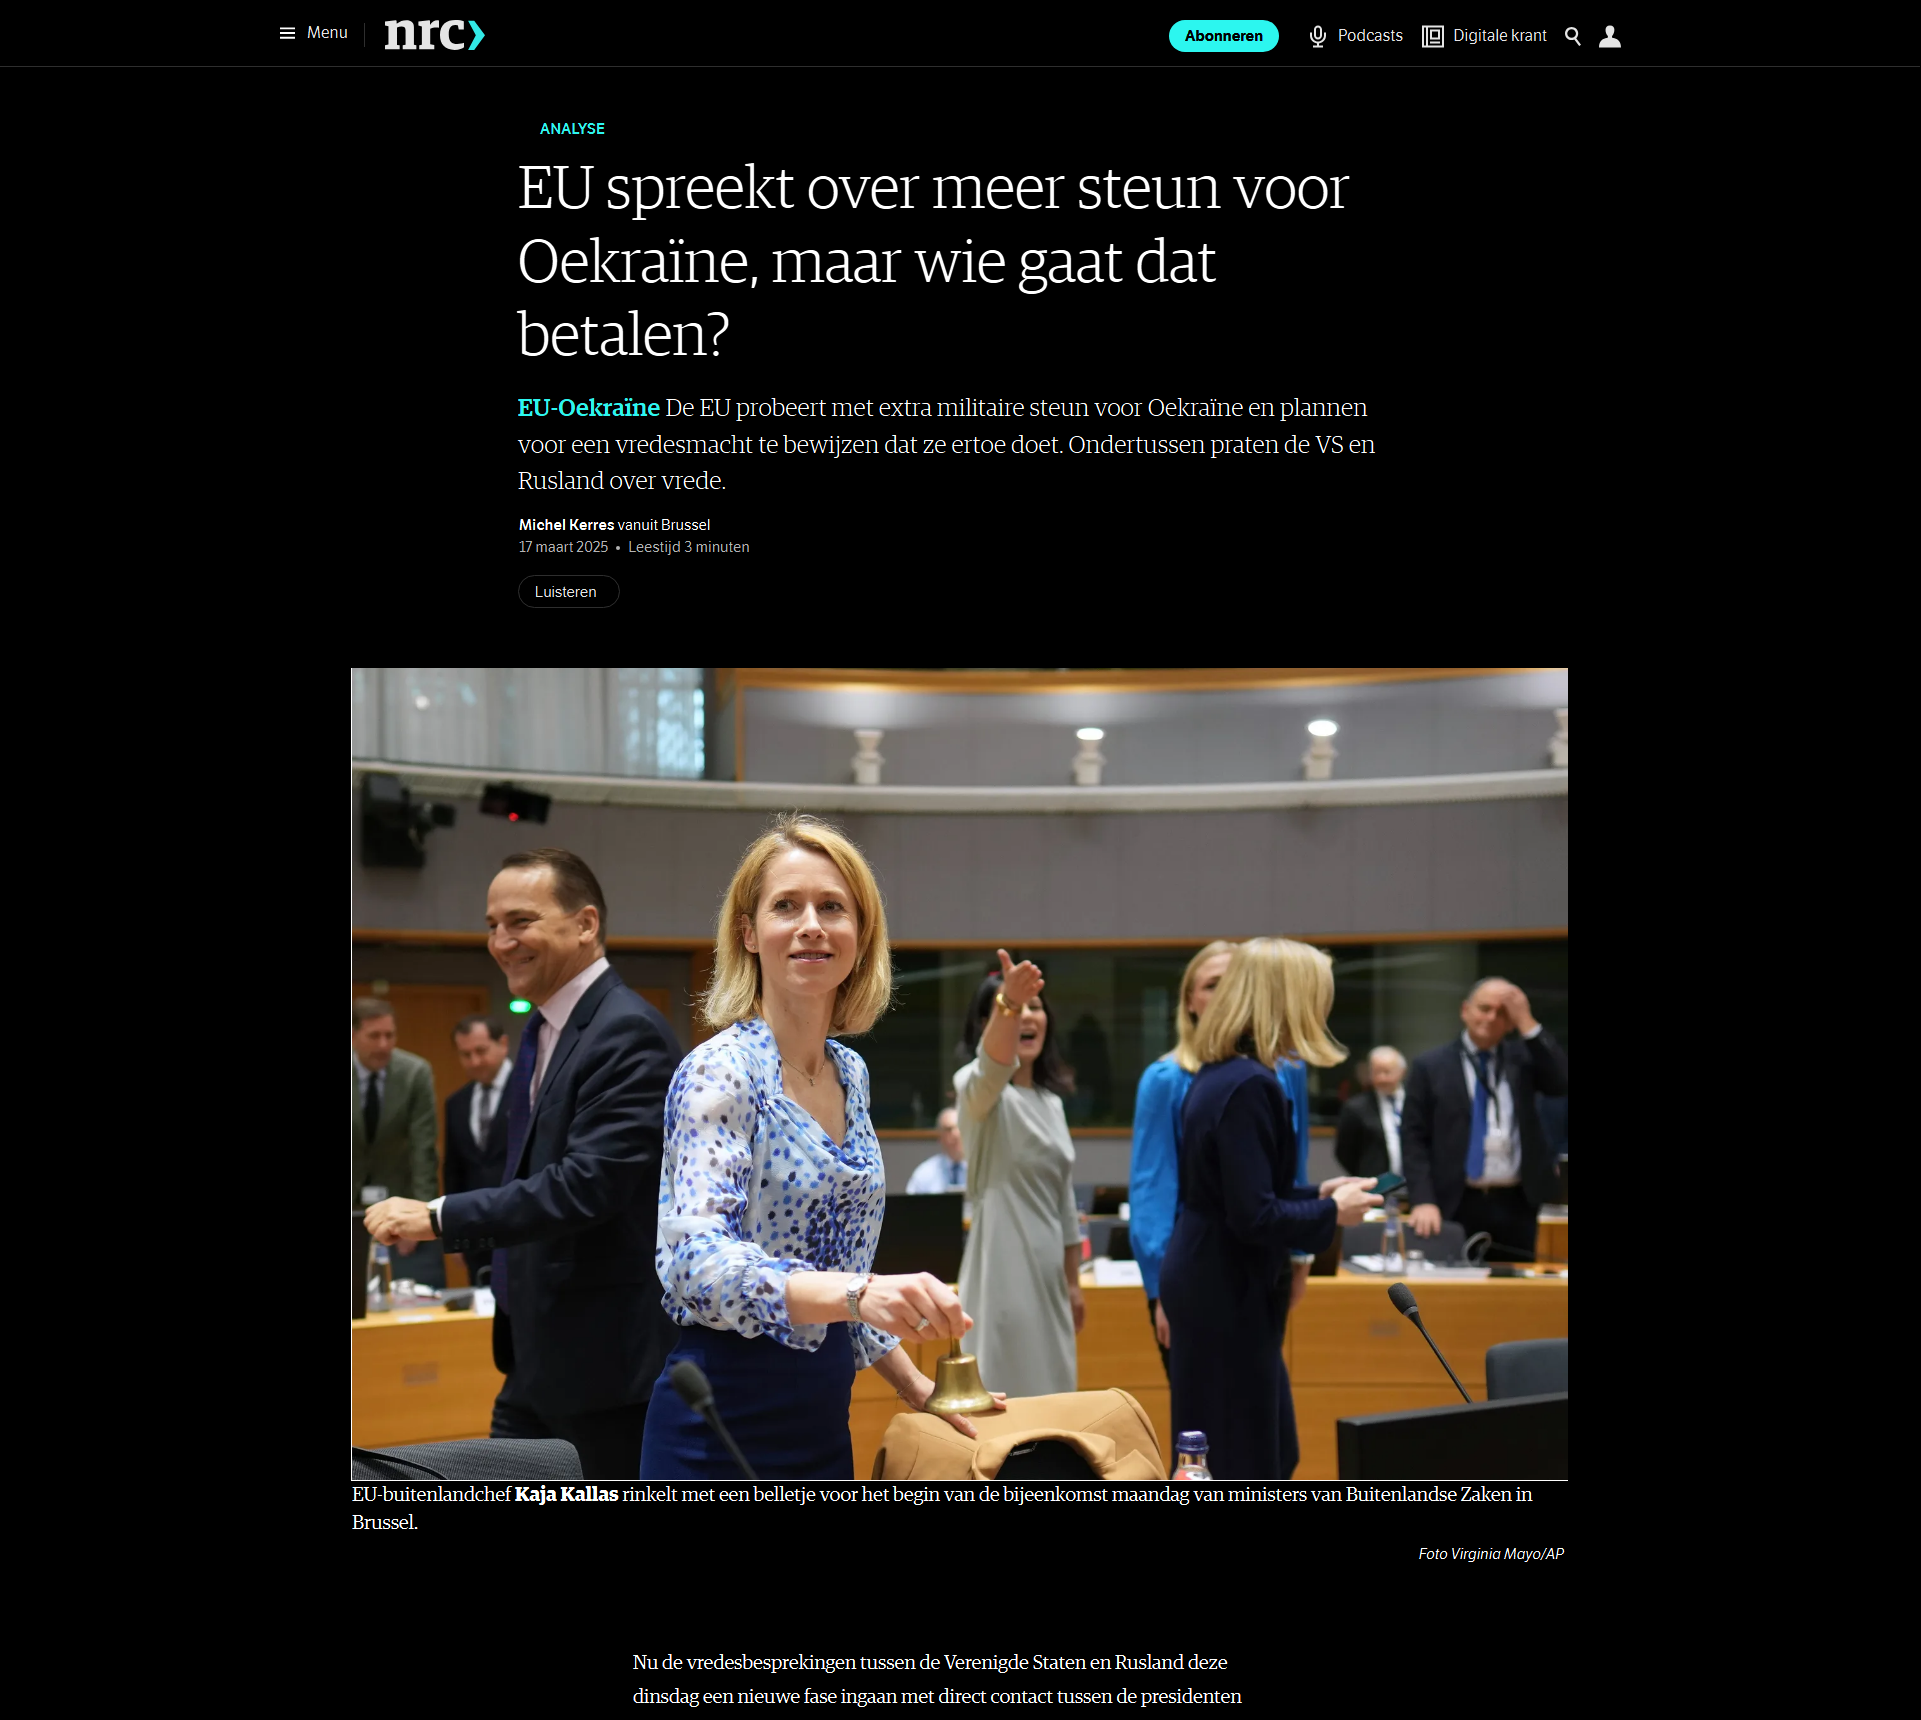 Menu
nrc
Abonneren
Podcasts
Digitale krant
ANALYSE
EU spreekt over meer steun voor
Oekraïne, maar wie gaat dat
betalen?
EU-Oekraïne De EU probeert met extra militaire steun voor Oekraïne en plannen
voor een vredesmacht te bewijzen dat ze ertoe doet. Ondertussen praten de VS en
Rusland over vrede.
Michel Kerres vanuit Brussel
17 maart 2025 • Leestijd 3 minuten
Luisteren
EU-buitenlandchef Kaja Kallas rinkelt met een belletje voor het begin van de bijeenkomst maandag van ministers van Buitenlandse Zaken in
Brussel.
Foto Virginia Mayo/AP
Nu de vredesbesprekingen tussen de Verenigde Staten en Rusland deze
dinsdag een nieuwe fase ingaan met direct contact tussen de presidenten